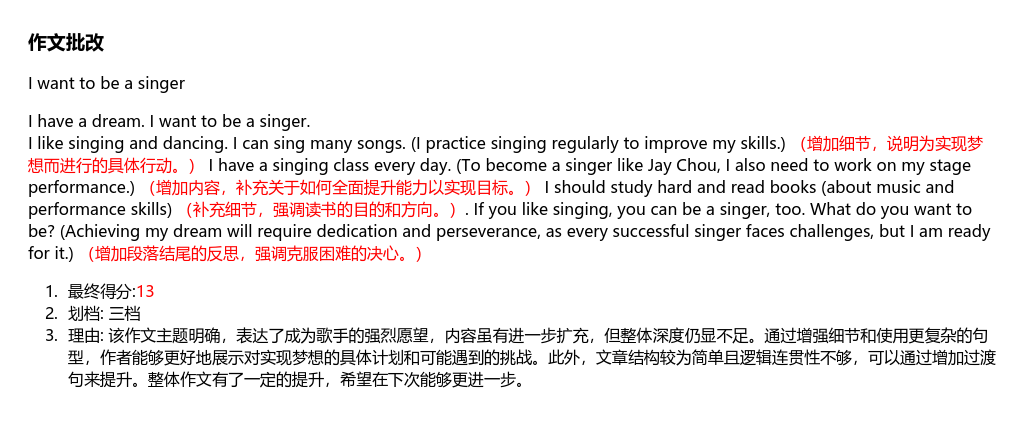 作文批改
I want to be a singer
I have a dream. I want to be a singer.
I like singing and dancing. I can sing many songs. (I practice singing regularly to improve my skills.) （增加细节，说明为实现梦
想而进行的具体行动。） I have a singing class every day. (To become a singer like Jay Chou, I also need to work on my stage
performance.) （增加内容，补充关于如何全面提升能力以实现目标。） I should study hard and read books (about music and
performance skills) （补充细节，强调读书的目的和方向。）. If you like singing, you can be a singer, too. What do you want to
be? (Achieving my dream will require dedication and perseverance, as every successful singer faces challenges, but I am ready
for it.) （增加段落结尾的反思，强调克服困难的决心。）
1. 最终得分:13
2. 划档: 三档
3. 理由: 该作文主题明确，表达了成为歌手的强烈愿望，内容虽有进一步扩充，但整体深度仍显不足。通过增强细节和使用更复杂的句
型，作者能够更好地展示对实现梦想的具体计划和可能遇到的挑战。此外，文章结构较为简单且逻辑连贯性不够，可以通过增加过渡
句来提升。整体作文有了一定的提升，希望在下次能够更进一步。